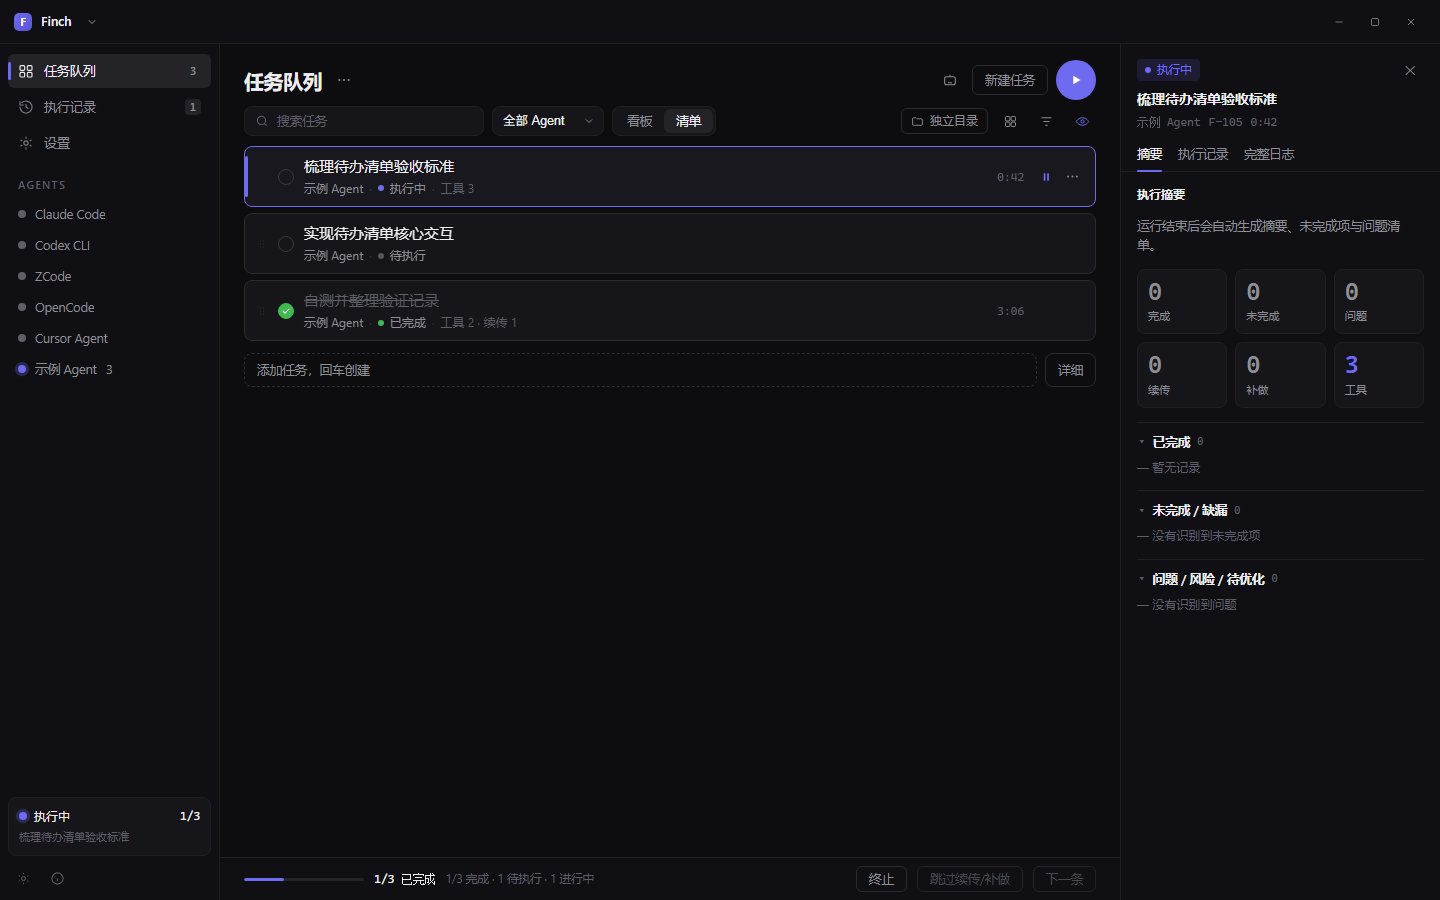 F Finch
任务队列 3
执行记录 1
设置
AGENTS
Claude Code
Codex CLI
ZCode
OpenCode
Cursor Agent
示例 Agent 3
执行中 1/3
梳理待办清单验收标准
任务队列 ···
新建任务
搜索任务
全部 Agent
看板 清单
独立目录
梳理待办清单验收标准
示例 Agent · 执行中 · 工具 3
0:42
实现待办清单核心交互
示例 Agent · 待执行
自测并整理验证记录
示例 Agent · 已完成 · 工具 2 · 续传 1
3:06
添加任务，回车创建
详细
1/3 已完成 1/3 完成 · 1 待执行 · 1 进行中
终止 跳过续传/补做 下一条
执行中
梳理待办清单验收标准
示例 Agent F-105 0:42
摘要 执行记录 完整日志
执行摘要
运行结束后会自动生成摘要、未完成项与问题清
单。
0 0 0
完成 未完成 问题
0 0 3
续传 补做 工具
已完成 0
— 暂无记录
未完成 / 缺漏 0
— 没有识别到未完成项
问题 / 风险 / 待优化 0
— 没有识别到问题